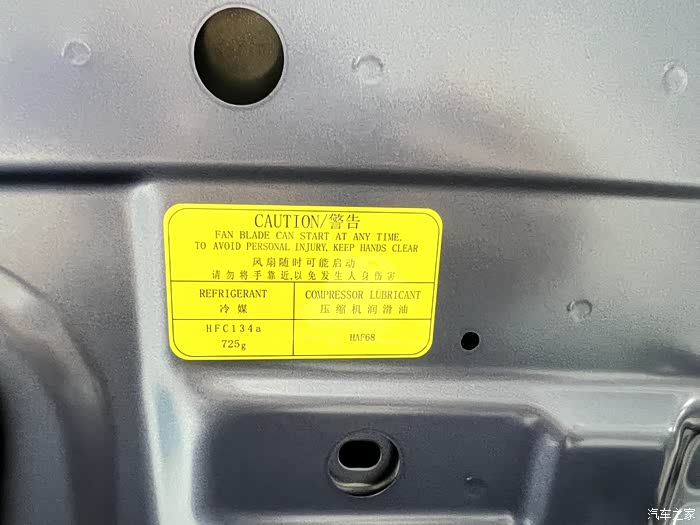 CAUTION/警告
FAN BLADE CAN START AT ANY TIME.
TO AVOID PERSONAL INJURY, KEEP HANDS CLEAR
风扇随时可能启动
请勿将手靠近,以免发生人身伤害
REFRIGERANT
冷媒
COMPRESSOR LUBRICANT
压缩机润滑油
HFC134a
725g
HAF68
汽车之家